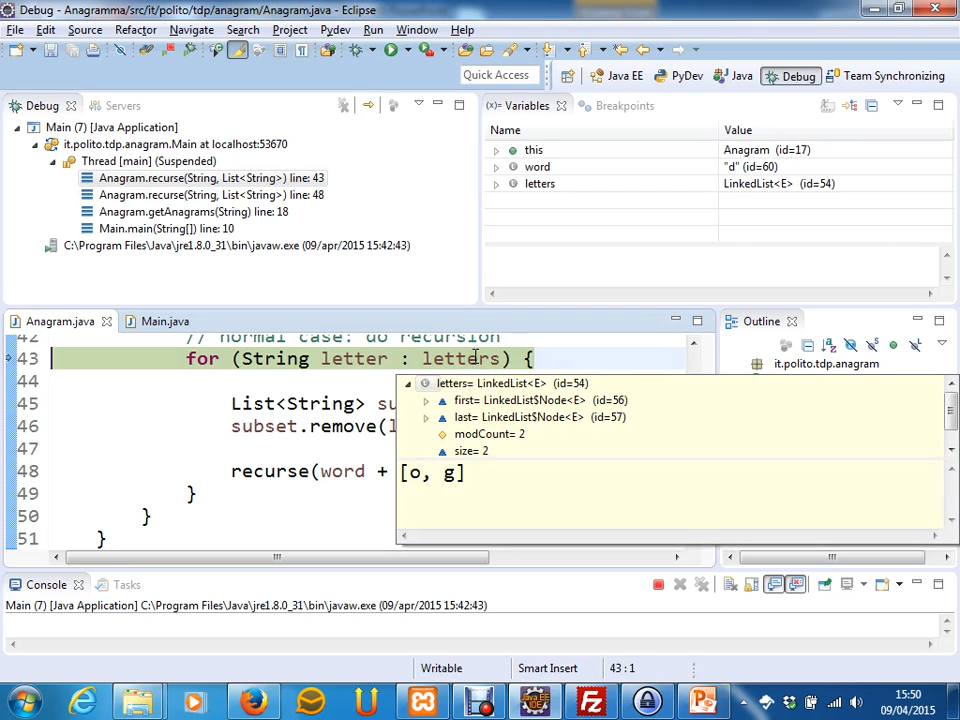 Debug - Anagramma/src/it/polito/tdp/anagram/Anagram.java - Eclipse
File Edit Source Refactor Navigate Search Project Pydev Run Window Help
Quick Access Java EE PyDev Java Debug Team Synchronizing
Debug Servers
Main (7) [Java Application]
it.polito.tdp.anagram.Main at localhost:53670
Thread [main] (Suspended)
Anagram.recurse(String, List<String>) line: 43
Anagram.recurse(String, List<String>) line: 48
Anagram.getAnagrams(String) line: 18
Main.main(String[]) line: 10
C:\Program Files\Java\jre1.8.0_31\bin\javaw.exe (09/apr/2015 15:42:43)
(x)= Variables Breakpoints
Name Value
this Anagram (id=17)
word "d" (id=60)
letters LinkedList<E> (id=54)
Anagram.java Main.java
42 // normal case: do recursion
43 for (String letter : letters) {
44
45 List<String> su
46 subset.remove(l
47
48 recurse(word +
49 }
50 }
51 }
letters= LinkedList<E> (id=54)
first= LinkedList$Node<E> (id=56)
last= LinkedList$Node<E> (id=57)
modCount= 2
size= 2
[o, g]
Outline
it.polito.tdp.anagram
Console Tasks
Main (7) [Java Application] C:\Program Files\Java\jre1.8.0_31\bin\javaw.exe (09/apr/2015 15:42:43)
Writable Smart Insert 43 : 1
15:50
09/04/2015